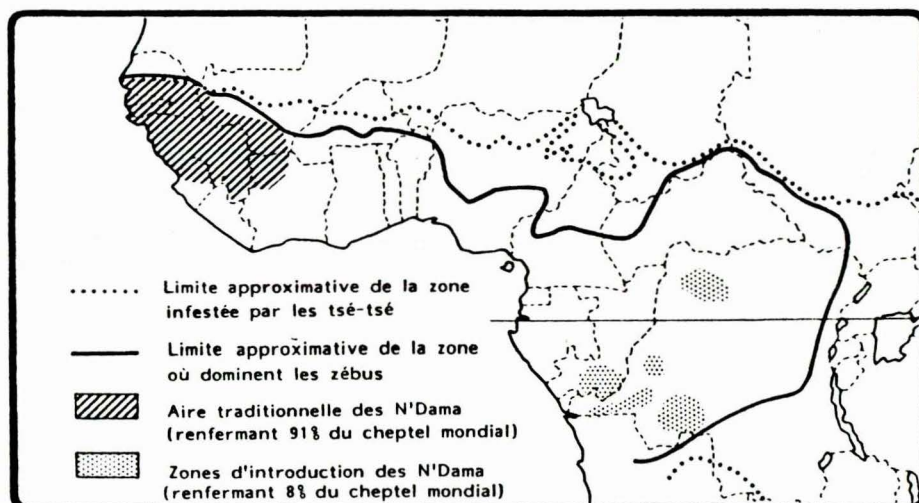 Limite approximative de la zone
infestée par les tsé-tsé
Limite approximative de la zone
où dominent les zébus
Aire traditionnelle des N'Dama
(renfermant 91% du cheptel mondial)
Zones d'introduction des N'Dama
(renfermant 8% du cheptel mondial)